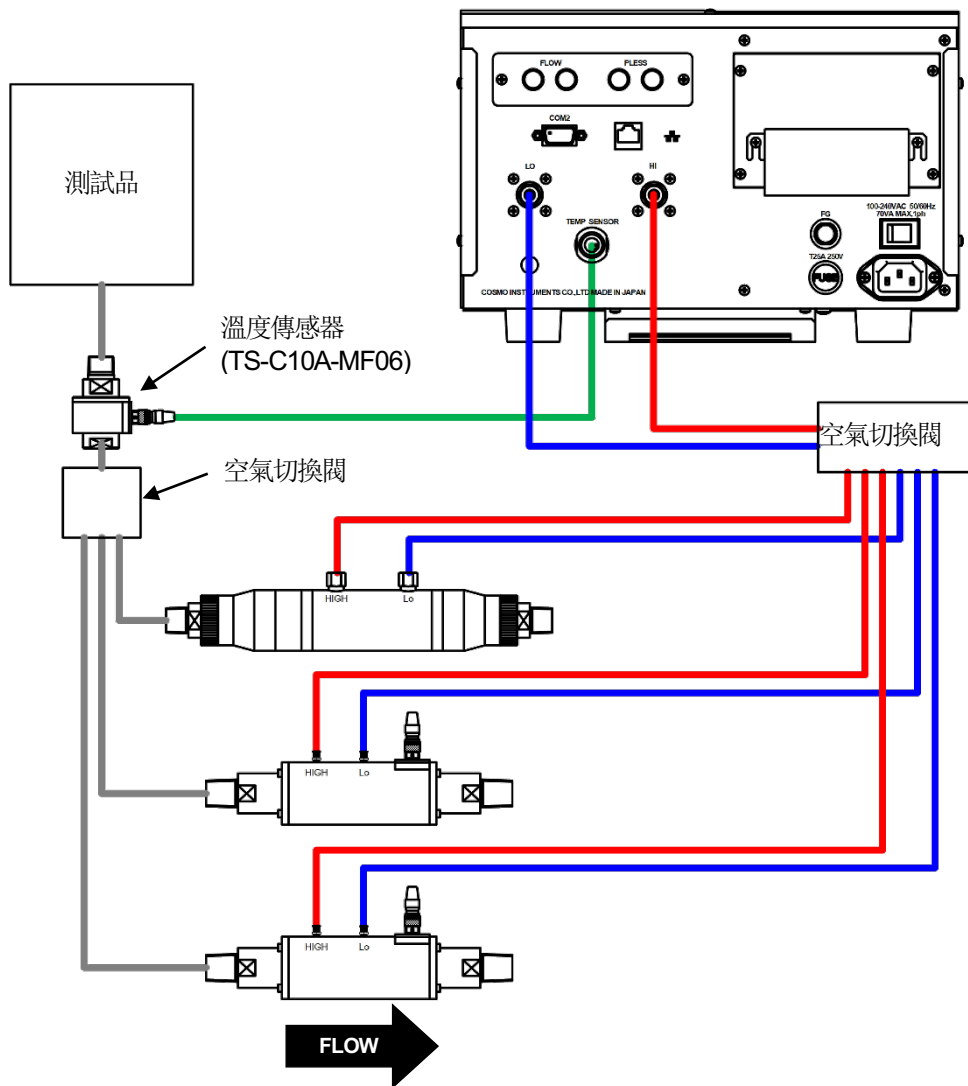 FLOW
PLESS
COM2
LO
HI
TEMP SENSOR
100-240VAC 50/60Hz
70VA MAX,1ph
FG
T25A 250V
FUSE
COSMO INSTRUMENTS CO.,LTD MADE IN JAPAN
測試品
溫度傳感器
(TS-C10A-MF06)
空氣切換閥
空氣切換閥
HIGH
Lo
HIGH
Lo
HIGH
Lo
FLOW